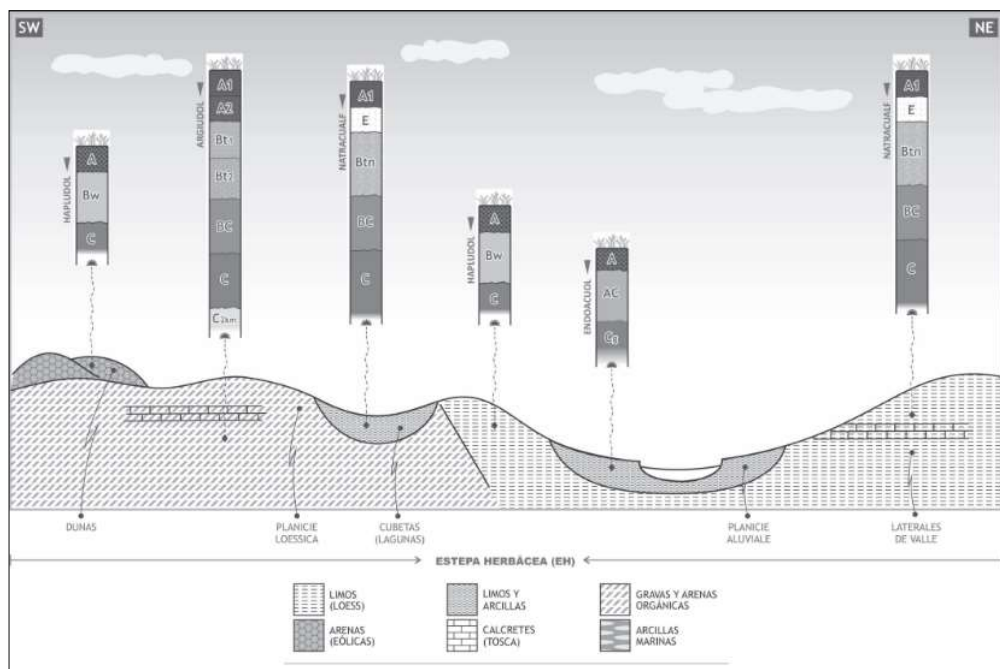 SW
NE
HAPLUDOL
A
Bw
C
ARGIUDOL
A1
A2
Bt1
Bt2
BC
C
C2km
NATRACUALF
A1
E
Btn
BC
C
HAPLUDOL
A
Bw
C
ENDOACUOL
A
AC
Cg
NATRACUALF
A1
E
Btn
BC
C
DUNAS
PLANICIE
LOESSICA
CUBETAS
(LAGUNAS)
PLANICIE
ALUVIALE
LATERALES
DE VALLE
ESTEPA HERBÁCEA (EH)
LIMOS
(LOESS)
LIMOS Y
ARCILLAS
GRAVAS Y ARENAS
ORGÁNICAS
ARENAS
(EÓLICAS)
CALCRETES
(TOSCA)
ARCILLAS
MARINAS